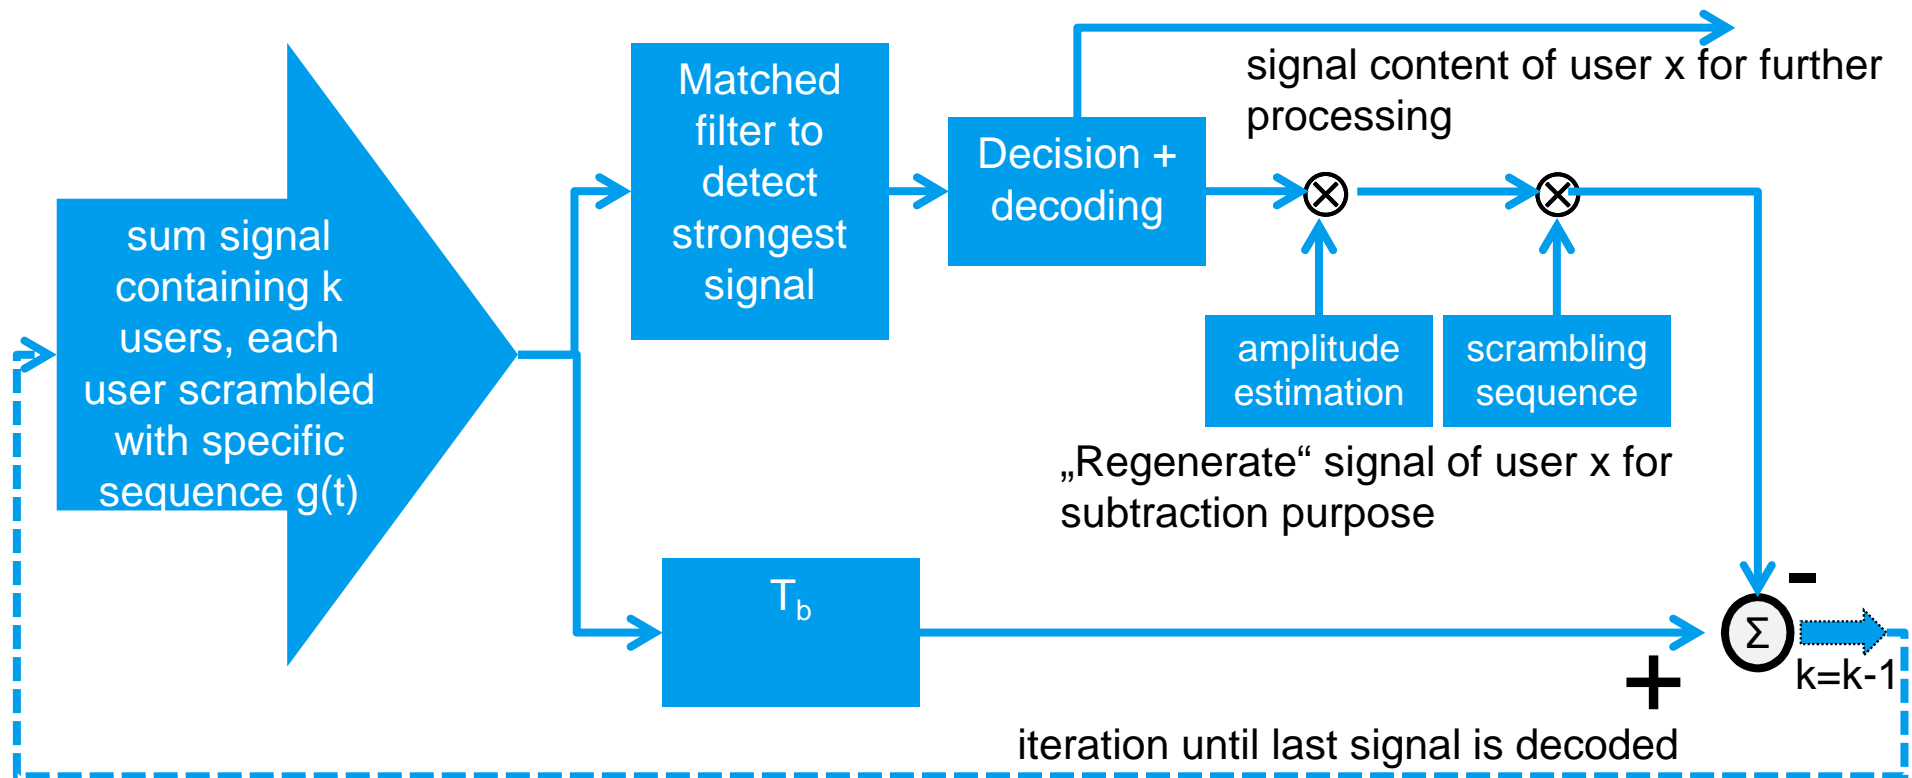 sum signal
containing k
users, each
user scrambled
with specific
sequence g(t)
Matched
filter to
detect
strongest
signal
Decision +
decoding
signal content of user x for further
processing
amplitude
estimation
scrambling
sequence
„Regenerate“ signal of user x for
subtraction purpose
T_b
-
Σ
+
k=k-1
iteration until last signal is decoded